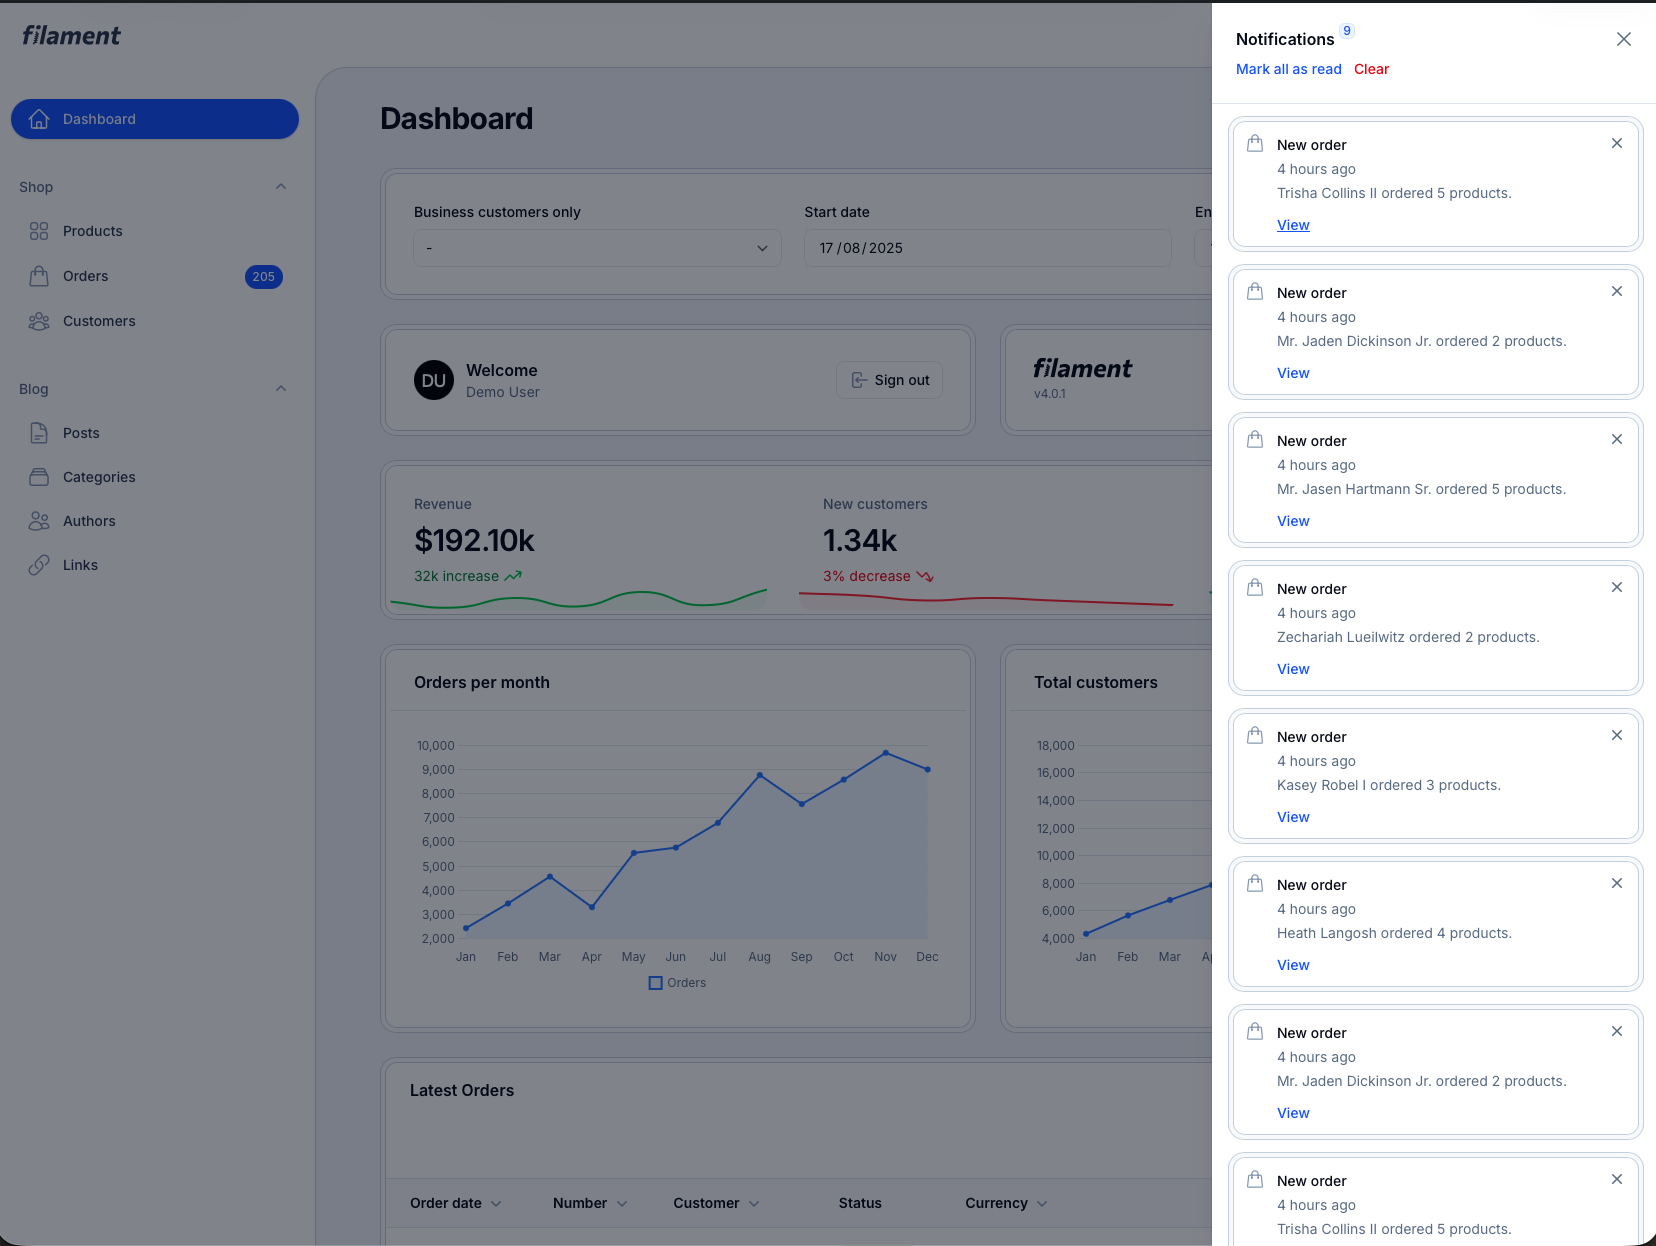 filament
Dashboard
Shop
Products
Orders
205
Customers
Blog
Posts
Categories
Authors
Links
Dashboard
Business customers only
-
Start date
17/08/2025
En
DU
Welcome
Demo User
Sign out
filament
v4.0.1
Revenue
$192.10k
32k increase
New customers
1.34k
3% decrease
Orders per month
10,000
9,000
8,000
7,000
6,000
5,000
4,000
3,000
2,000
Jan Feb Mar Apr May Jun Jul Aug Sep Oct Nov Dec
Orders
Total customers
18,000
16,000
14,000
12,000
10,000
8,000
6,000
4,000
Jan Feb Mar
Latest Orders
Order date Number Customer Status Currency
Notifications 9
Mark all as read Clear
New order
4 hours ago
Trisha Collins II ordered 5 products.
View
New order
4 hours ago
Mr. Jaden Dickinson Jr. ordered 2 products.
View
New order
4 hours ago
Mr. Jasen Hartmann Sr. ordered 5 products.
View
New order
4 hours ago
Zechariah Lueilwitz ordered 2 products.
View
New order
4 hours ago
Kasey Robel I ordered 3 products.
View
New order
4 hours ago
Heath Langosh ordered 4 products.
View
New order
4 hours ago
Mr. Jaden Dickinson Jr. ordered 2 products.
View
New order
4 hours ago
Trisha Collins II ordered 5 products.